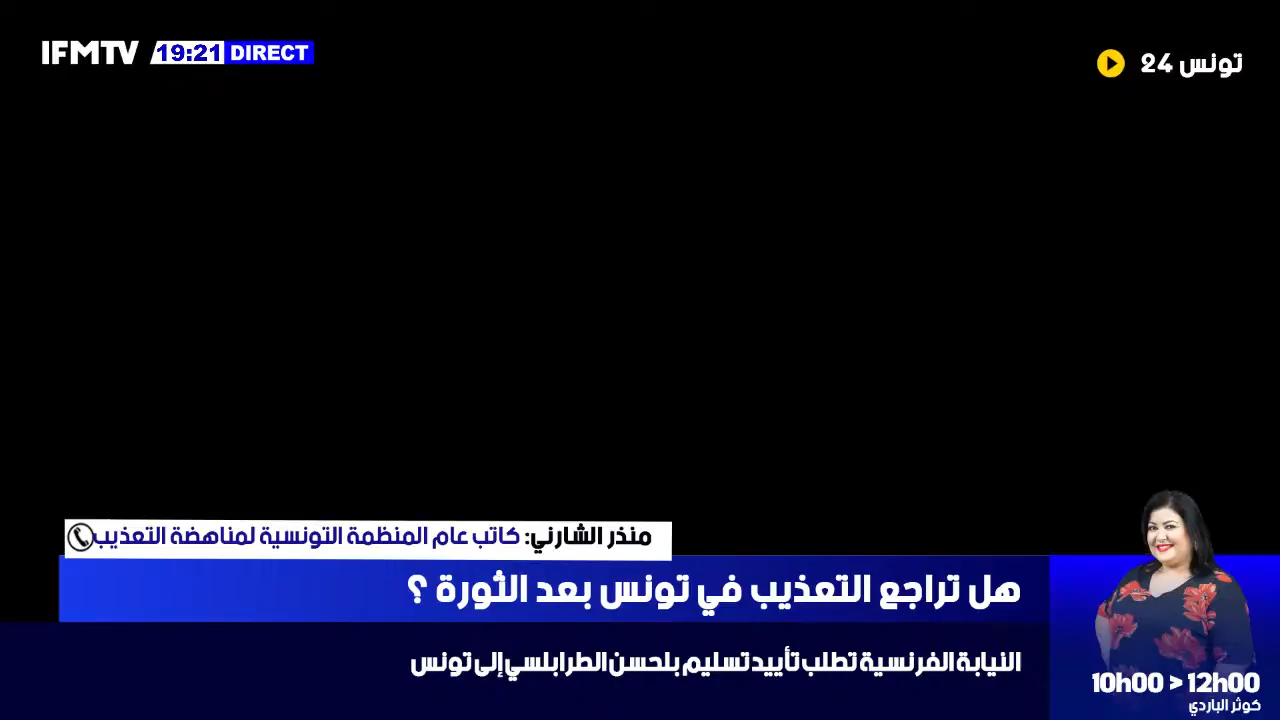 IFMTV 19:21 DIRECT
تونس 24
منذر الشارني: كاتب عام المنظمة التونسية لمناهضة التعذيب
هل تراجع التعذيب في تونس بعد الثورة ؟
النيابة الفرنسية تطلب تأييد تسليم بلحسن الطرابلسي إلى تونس
10h00 > 12h00
كوثر الباردي